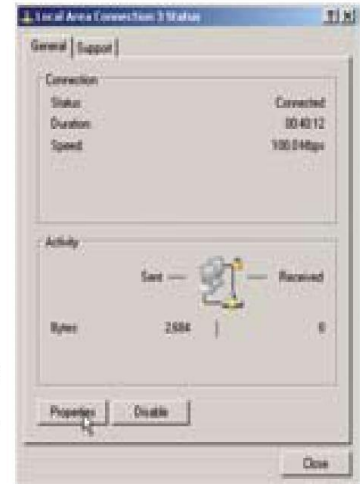 Local Area Connection 3 Status
General Support
Connection
Status: Connected
Duration: 00:40:12
Speed: 100.0 Mbps
Activity
Sent — — Received
Bytes: 2,684 | 0
Properties Disable
Close